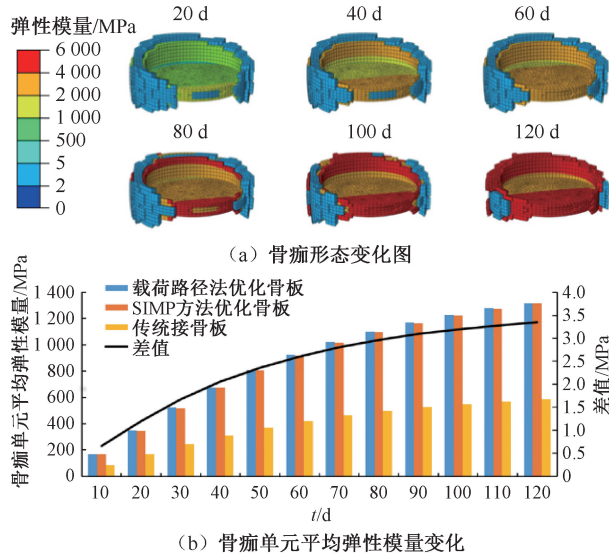 弹性模量/MPa
20 d
40 d
60 d
6 000
4 000
2 000
1 000
500
5
2
0
80 d
100 d
120 d
（a）骨痂形态变化图
骨痂单元平均弹性模量/MPa
1 400
1 200
1 000
800
600
400
200
0
载荷路径法优化骨板
SIMP方法优化骨板
传统接骨板
差值
4.0
3.5
3.0
2.5
2.0
1.5
1.0
0.5
0
差值/MPa
10 20 30 40 50 60 70 80 90 100 110 120
t/d
（b）骨痂单元平均弹性模量变化